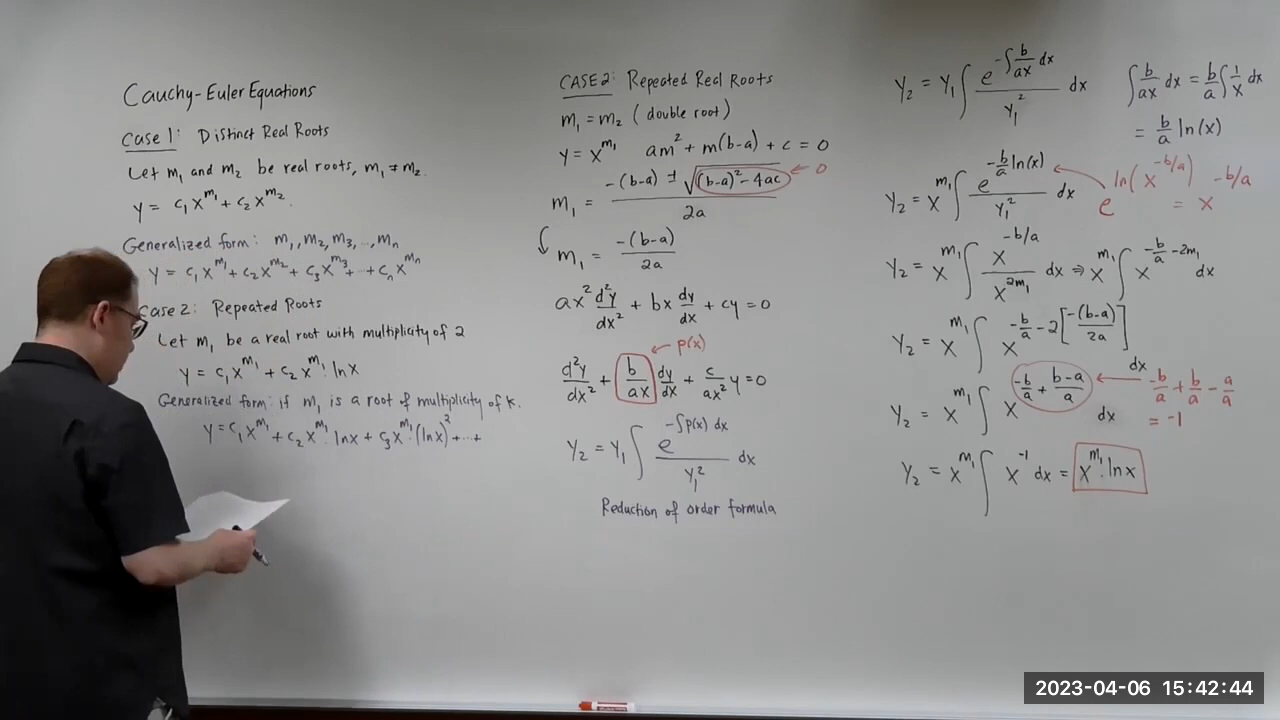 Cauchy-Euler Equations
Case 1: Distinct Real Roots
Let m₁ and m₂ be real roots, m₁ ≠ m₂.
y = c₁x^m₁ + c₂x^m₂.
Generalized form: m₁, m₂, m₃, ..., mₙ
y = c₁x^m₁ + c₂x^m₂ + c₃x^m₃ + ... + cₙx^mₙ
Case 2: Repeated Roots
Let m₁ be a real root with multiplicity of 2
y = c₁x^m₁ + c₂x^m₁·lnx
Generalized form: if m₁ is a root of multiplicity of k.
y = c₁x^m₁ + c₂x^m₁·lnx + c₃x^m₁·(lnx)² + ...+
CASE 2: Repeated Real Roots
m₁ = m₂ (double root)
y = x^m₁ am² + m(b-a) + c = 0
m₁ = (-(b-a) ± √((b-a)² - 4ac))/(2a) ← 0
m₁ = -(b-a)/(2a)
ax² d²y/dx² + bx dy/dx + cy = 0
← p(x)
d²y/dx² + b/(ax) dy/dx + c/(ax²) y = 0
y₂ = y₁ ∫ e^(-∫p(x) dx)/y₁² dx
Reduction of order formula
y₂ = y₁ ∫ e^(-∫ b/(ax) dx)/y₁² dx
∫ b/(ax) dx = b/a ∫ 1/x dx
= b/a ln(x)
y₂ = x^m₁ ∫ e^(-b/a ln(x))/y₁² dx
e^(ln(x^(-b/a))) = x^(-b/a)
y₂ = x^m₁ ∫ x^(-b/a)/x^(2m₁) dx ⇒ x^m₁ ∫ x^(-b/a - 2m₁) dx
y₂ = x^m₁ ∫ x^(-b/a - 2[-(b-a)/(2a)]) dx
y₂ = x^m₁ ∫ x^(-b/a + (b-a)/a) dx
← -b/a + b/a - a/a
= -1
y₂ = x^m₁ ∫ x^(-1) dx = x^m₁·lnx
2023-04-06 15:42:44